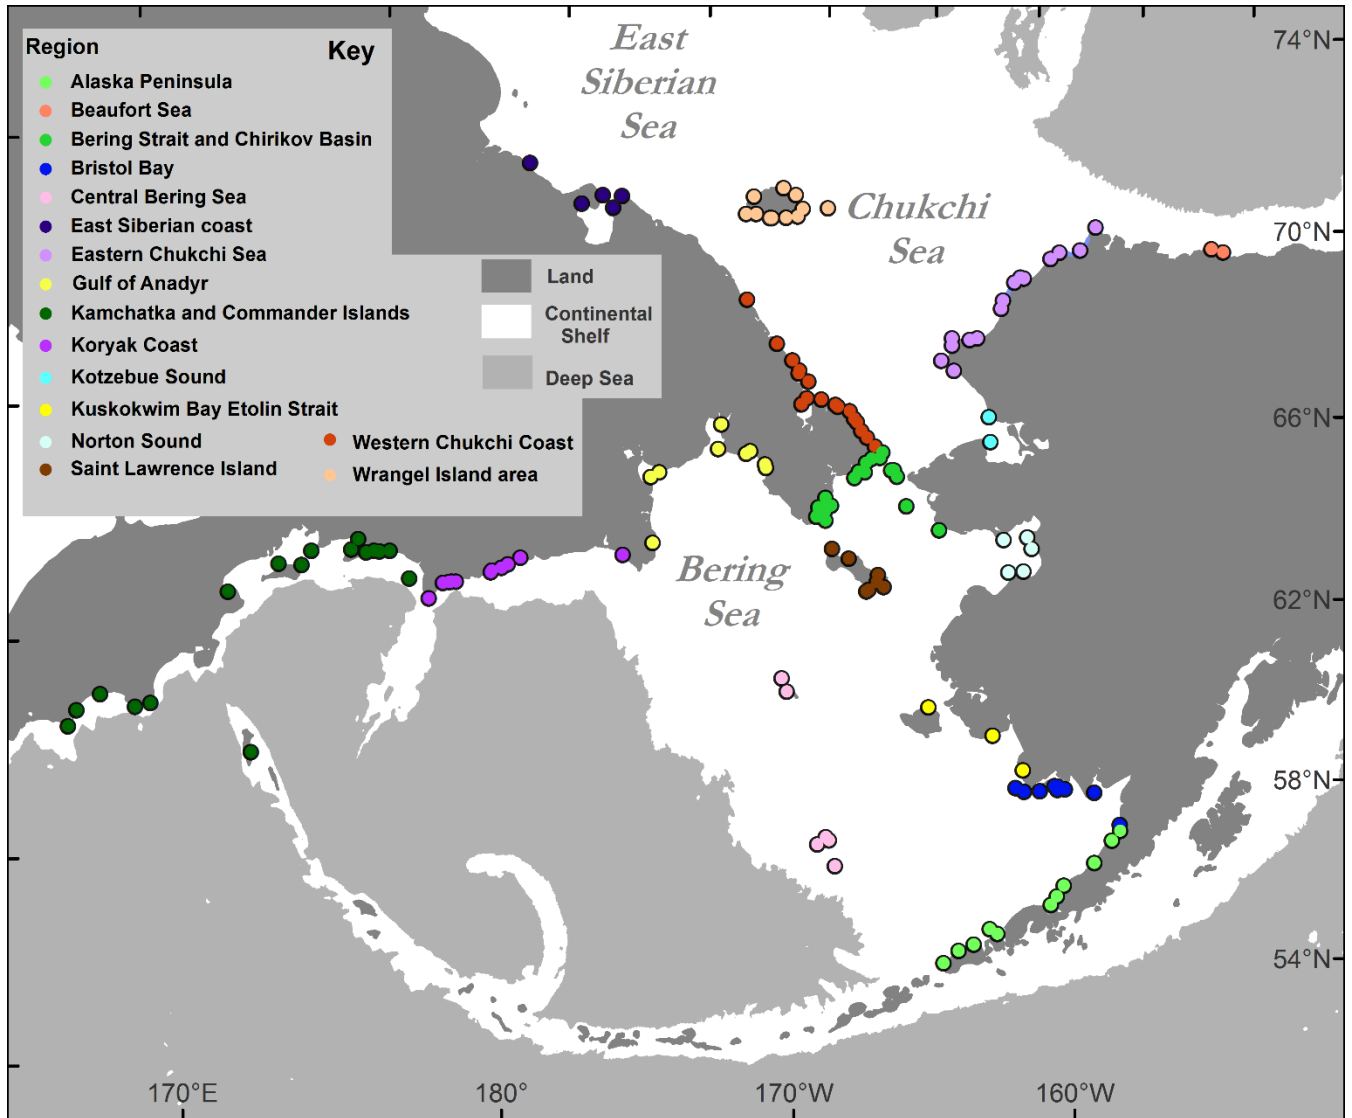 Region
Key
Alaska Peninsula
Beaufort Sea
Bering Strait and Chirikov Basin
Bristol Bay
Central Bering Sea
East Siberian coast
Eastern Chukchi Sea
Gulf of Anadyr
Kamchatka and Commander Islands
Koryak Coast
Kotzebue Sound
Kuskokwim Bay Etolin Strait
Norton Sound
Saint Lawrence Island
Western Chukchi Coast
Wrangel Island area
Land
Continental
Shelf
Deep Sea
East
Siberian
Sea
Chukchi
Sea
Bering
Sea
74°N
70°N
66°N
62°N
58°N
54°N
170°E
180°
170°W
160°W